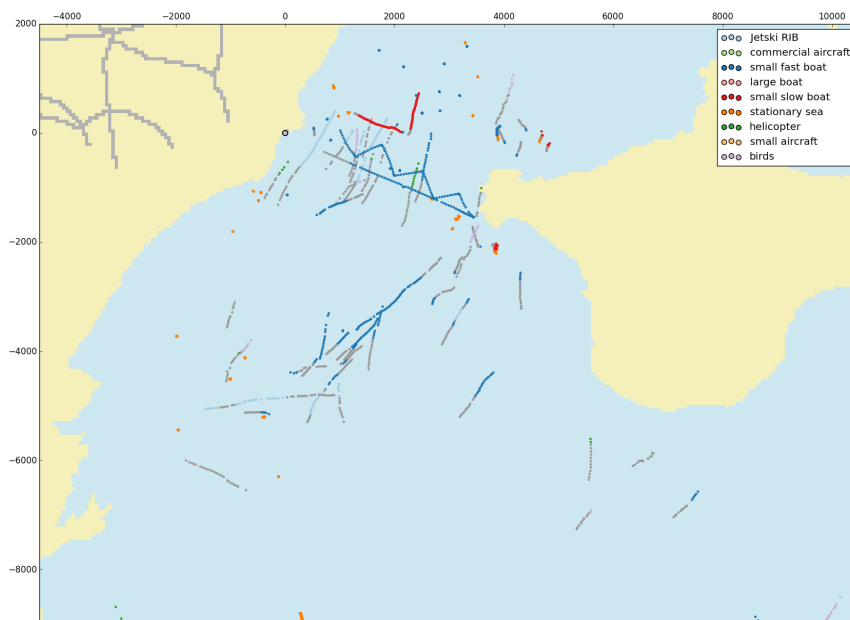 −4000 −2000 0 2000 4000 6000 8000 10000
2000
0
−2000
−4000
−6000
−8000
Jetski RIB
commercial aircraft
small fast boat
large boat
small slow boat
stationary sea
helicopter
small aircraft
birds